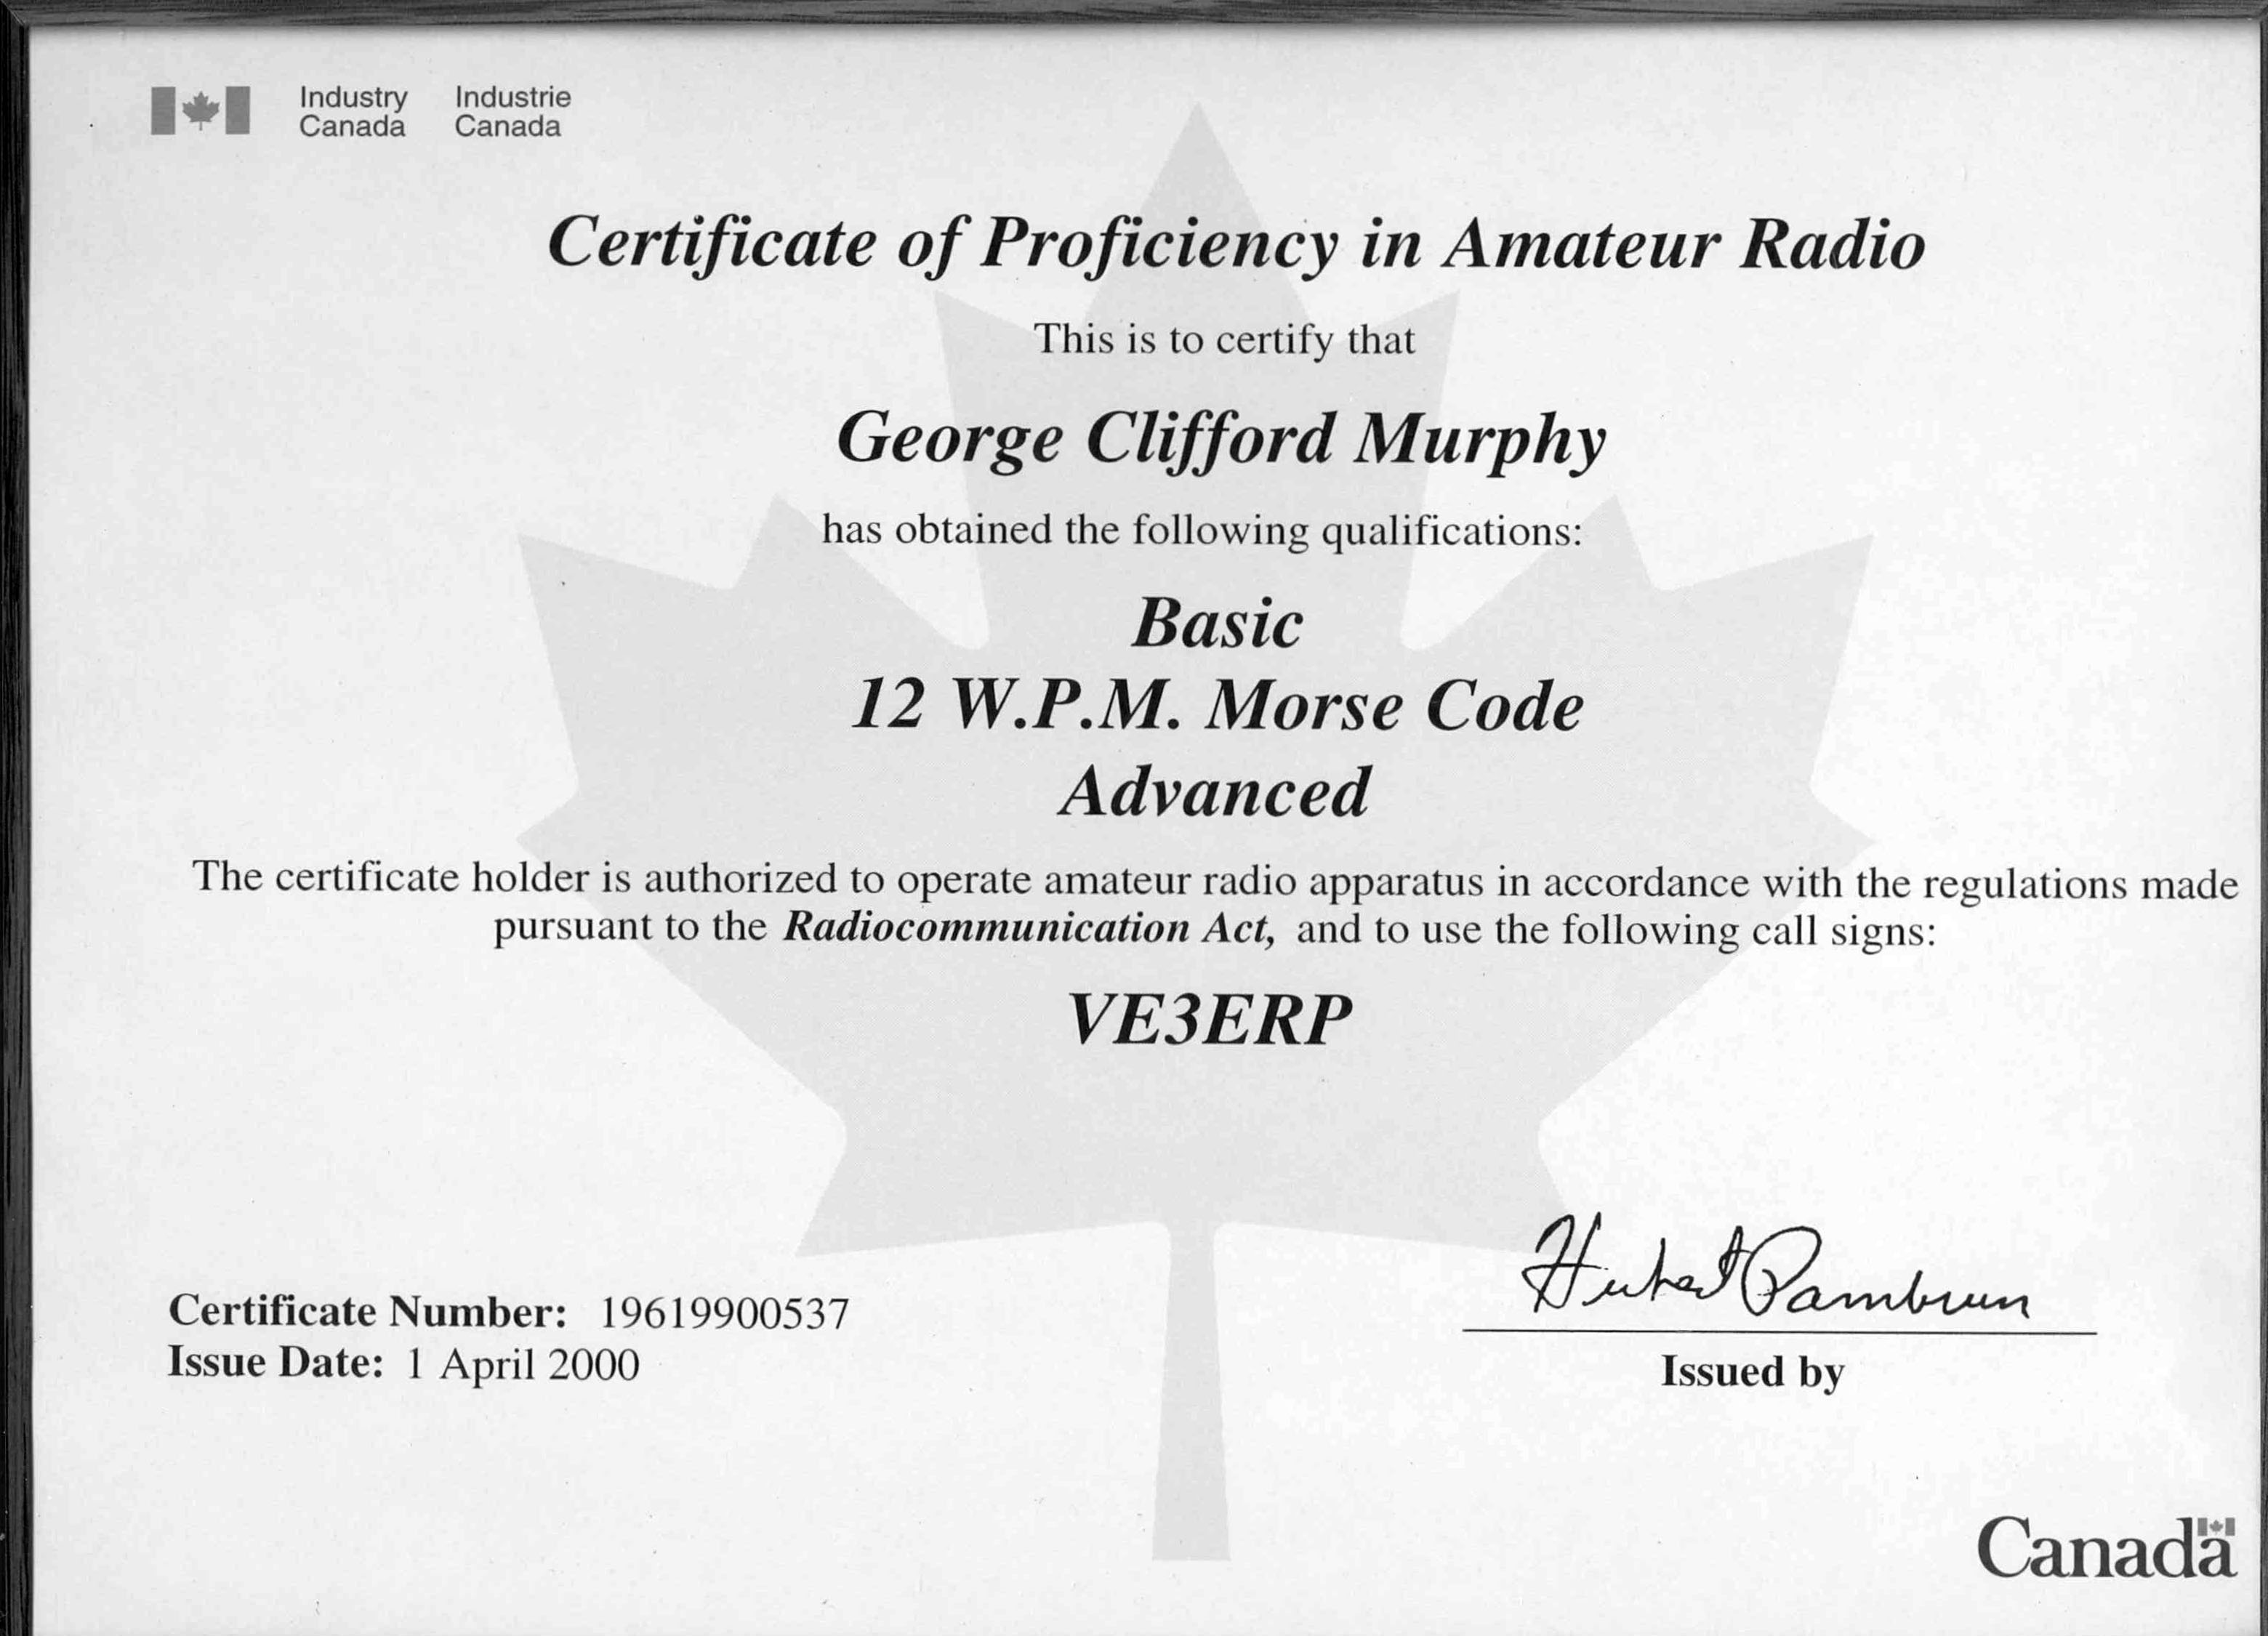 Industry Canada
Industrie Canada
Certificate of Proficiency in Amateur Radio
This is to certify that
George Clifford Murphy
has obtained the following qualifications:
Basic
12 W.P.M. Morse Code
Advanced
The certificate holder is authorized to operate amateur radio apparatus in accordance with the regulations made
pursuant to the Radiocommunication Act, and to use the following call signs:
VE3ERP
Certificate Number: 19619900537
Issue Date: 1 April 2000
Pambrun
Issued by
Canada